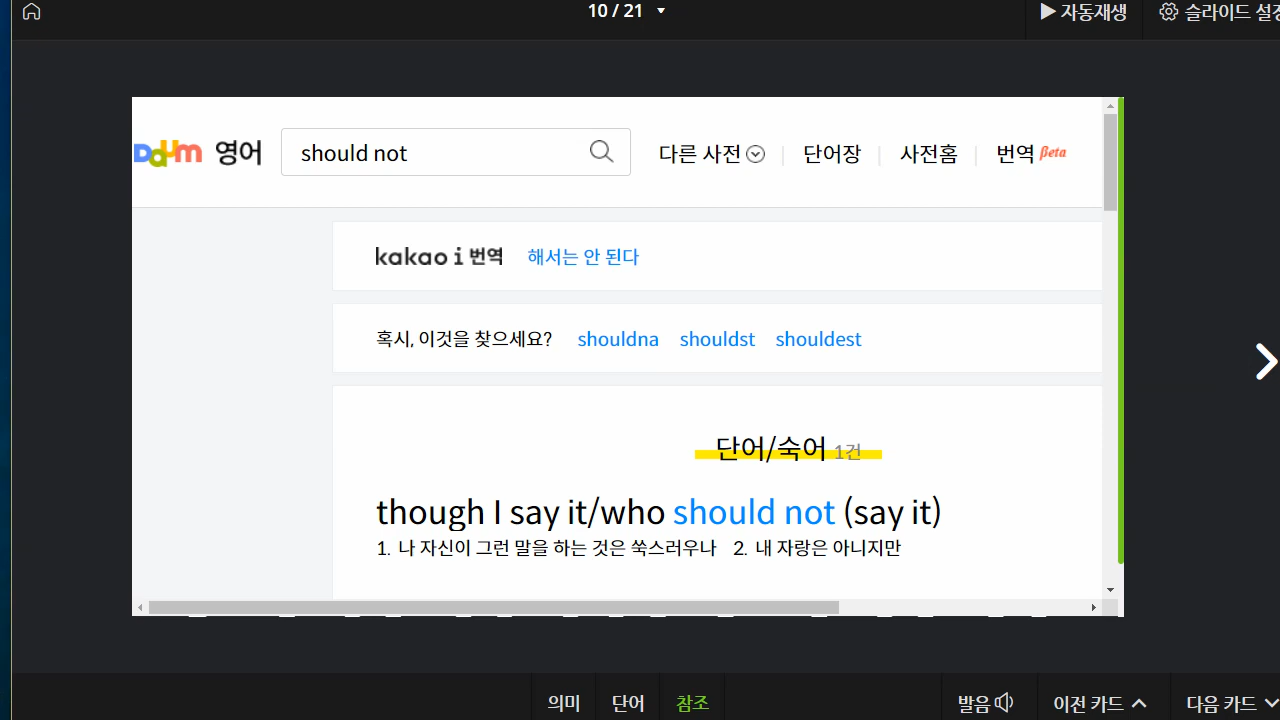 10 / 21
▶ 자동재생
슬라이드 설정
Daum 영어
should not
다른 사전
단어장
사전홈
번역 βeta
kakao i 번역 해서는 안 된다
혹시, 이것을 찾으세요? shouldna shouldst shouldest
단어/숙어 1건
though I say it/who should not (say it)
1. 나 자신이 그런 말을 하는 것은 쑥스러우나 2. 내 자랑은 아니지만
의미
단어
참조
발음
이전 카드
다음 카드